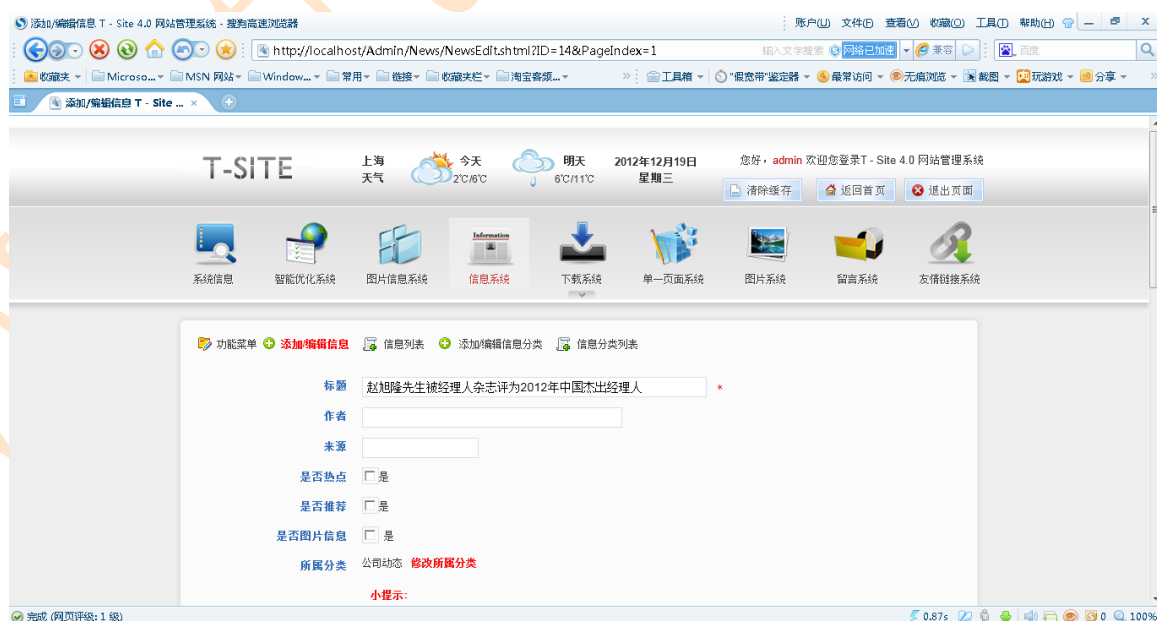 添加/编辑信息 T - Site 4.0 网站管理系统 - 搜狗高速浏览器 账户(U) 文件(F) 查看(V) 收藏(O) 工具(T) 帮助(H)
http://localhost/Admin/News/NewsEdit.shtml?ID=14&PageIndex=1 输入文字搜索 网络已加速 兼容 百度
收藏夹 Microso... MSN 网站 Window... 常用 链接 收藏夹栏 淘宝客频... » 工具箱 "假宽带"鉴定器 最常访问 无痕浏览 截图 玩游戏 分享 »
添加/编辑信息 T - Site ... ×
T-SITE 上海 今天 明天 2012年12月19日 您好，admin 欢迎您登录T - Site 4.0 网站管理系统
天气 2℃/6℃ 6℃/11℃ 星期三
清除缓存 返回首页 退出页面
Information
系统信息 智能优化系统 图片信息系统 信息系统 下载系统 单一页面系统 图片系统 留言系统 友情链接系统
功能菜单 添加/编辑信息 信息列表 添加/编辑信息分类 信息分类列表
标题 赵旭隆先生被经理人杂志评为2012年中国杰出经理人 *
作者
来源
是否热点 是
是否推荐 是
是否图片信息 是
所属分类 公司动态 修改所属分类
小提示:
完成 (网页评级: 1 级) 0.87s 0 100%